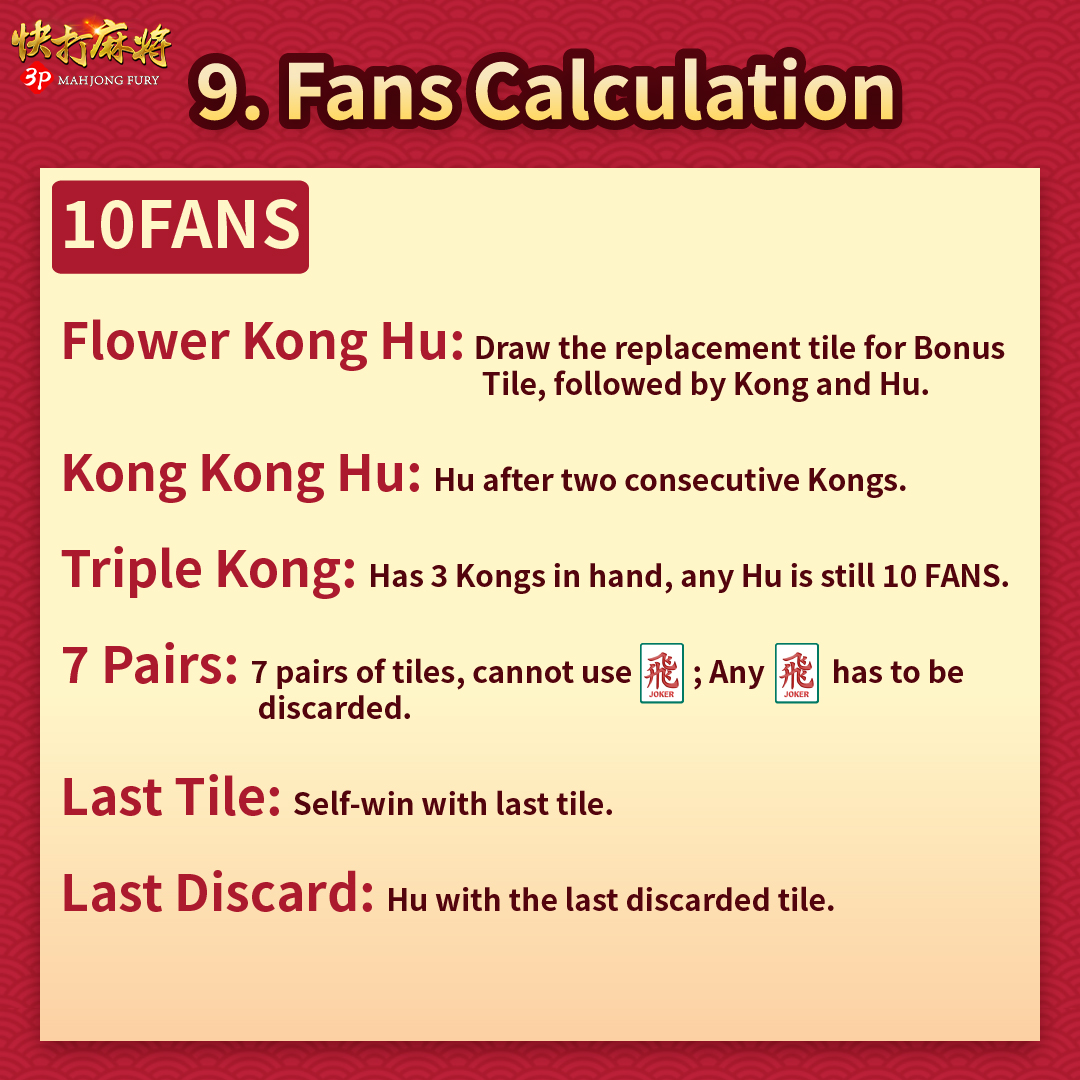 快打麻将
3P MAHJONG FURY
9. Fans Calculation
10FANS
Flower Kong Hu: Draw the replacement tile for Bonus
Tile, followed by Kong and Hu.
Kong Kong Hu: Hu after two consecutive Kongs.
Triple Kong: Has 3 Kongs in hand, any Hu is still 10 FANS.
7 Pairs: 7 pairs of tiles, cannot use 飛 JOKER ; Any 飛 JOKER has to be
discarded.
Last Tile: Self-win with last tile.
Last Discard: Hu with the last discarded tile.